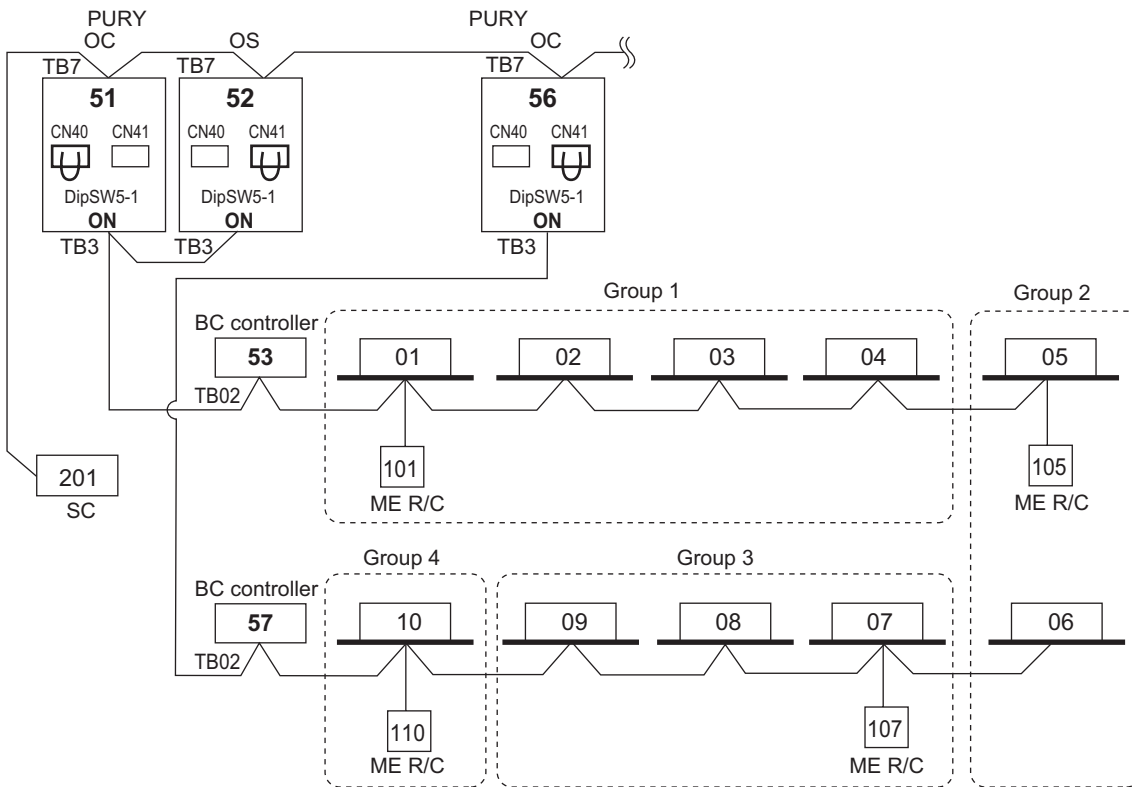 PURY PURY
OC OS OC
TB7 TB7 TB7
51 52 56
CN40 CN41 CN40 CN41 CN40 CN41
DipSW5-1 DipSW5-1 DipSW5-1
ON ON ON
TB3 TB3 TB3
Group 1 Group 2
BC controller
53 01 02 03 04 05
TB02
101 105
ME R/C ME R/C
201
SC
Group 4 Group 3
BC controller
57 10 09 08 07 06
TB02
110 107
ME R/C ME R/C